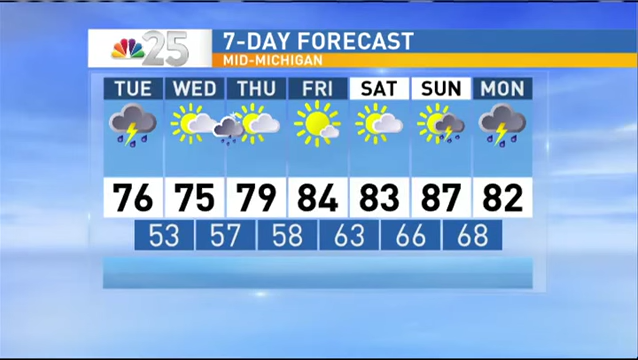 25 7-DAY FORECAST
MID-MICHIGAN
TUE WED THU FRI SAT SUN MON
76 75 79 84 83 87 82
53 57 58 63 66 68